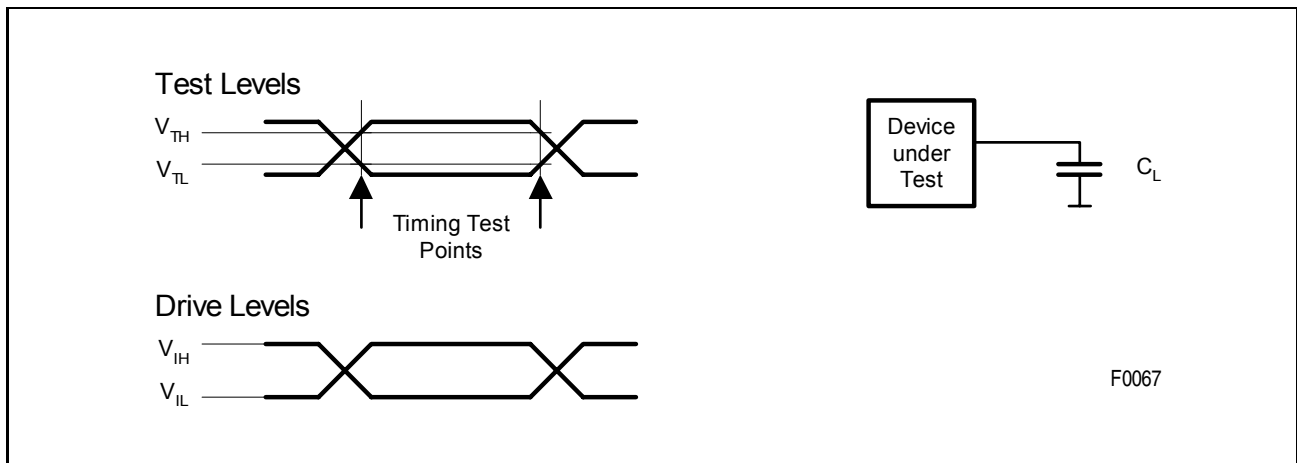 Test Levels
V_TH
V_TL
Timing Test
Points
Device
under
Test
C_L
Drive Levels
V_IH
V_IL
F0067